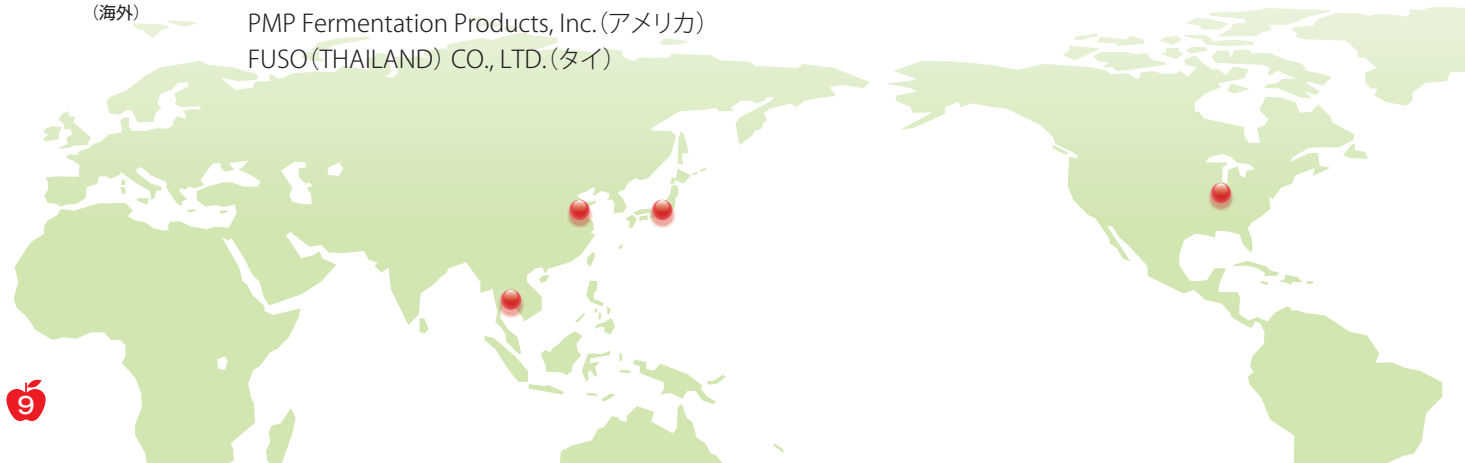 (海外)
PMP Fermentation Products, Inc.(アメリカ)
FUSO(THAILAND) CO., LTD.(タイ)
9